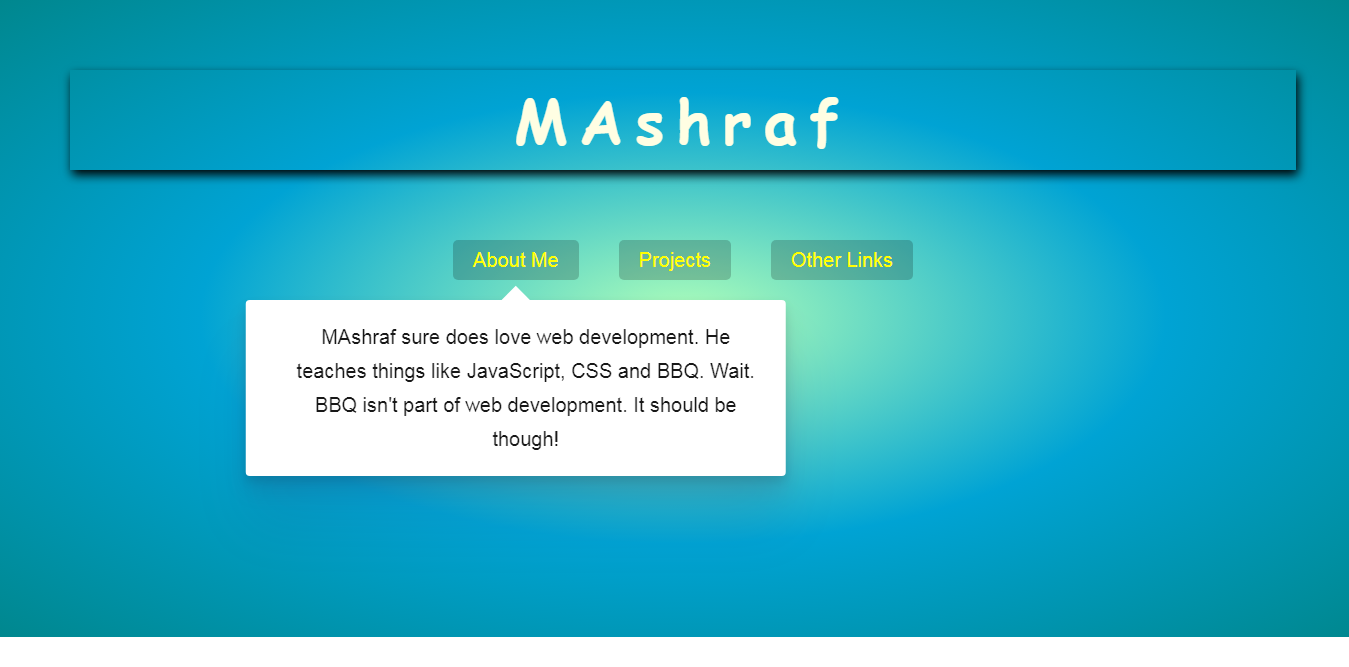 MAshraf
About Me Projects Other Links
MAshraf sure does love web development. He
teaches things like JavaScript, CSS and BBQ. Wait.
BBQ isn't part of web development. It should be
though!